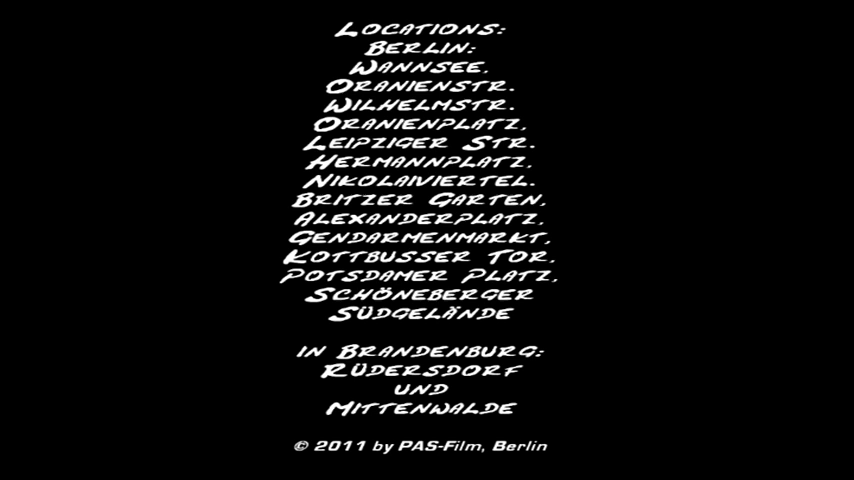 LOCATIONS:
BERLIN:
WANNSEE,
ORANIENSTR.
WILHELMSTR.
ORANIENPLATZ,
LEIPZIGER STR.
HERMANNPLATZ,
NIKOLAIVIERTEL.
BRITZER GARTEN,
ALEXANDERPLATZ,
GENDARMENMARKT,
KOTTBUSSER TOR,
POTSDAMER PLATZ,
SCHÖNEBERGER
SÜDGELÄNDE
IN BRANDENBURG:
RÜDERSDORF
UND
MITTENWALDE
© 2011 by PAS-Film, Berlin